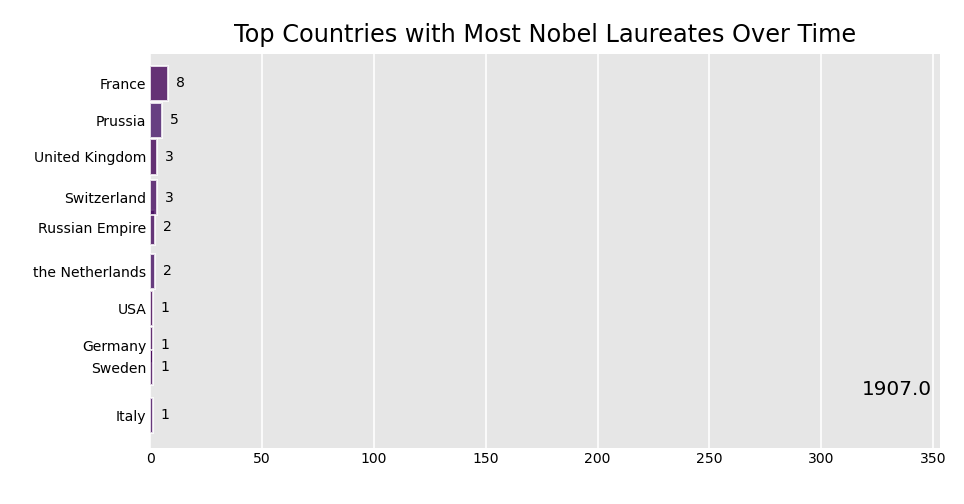 Top Countries with Most Nobel Laureates Over Time
France 8
Prussia 5
United Kingdom 3
Switzerland 3
Russian Empire 2
the Netherlands 2
USA 1
Germany 1
Sweden 1
1907.0
Italy 1
0 50 100 150 200 250 300 350